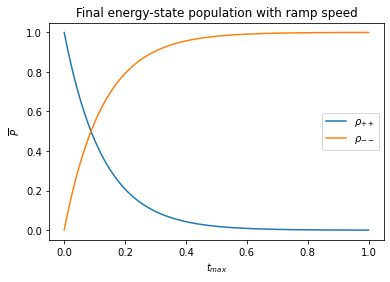 Final energy-state population with ramp speed
1.0
0.8
0.6
0.4
0.2
0.0
P̅
ρ₊₊
ρ₋₋
0.0 0.2 0.4 0.6 0.8 1.0
tₘₐₓ